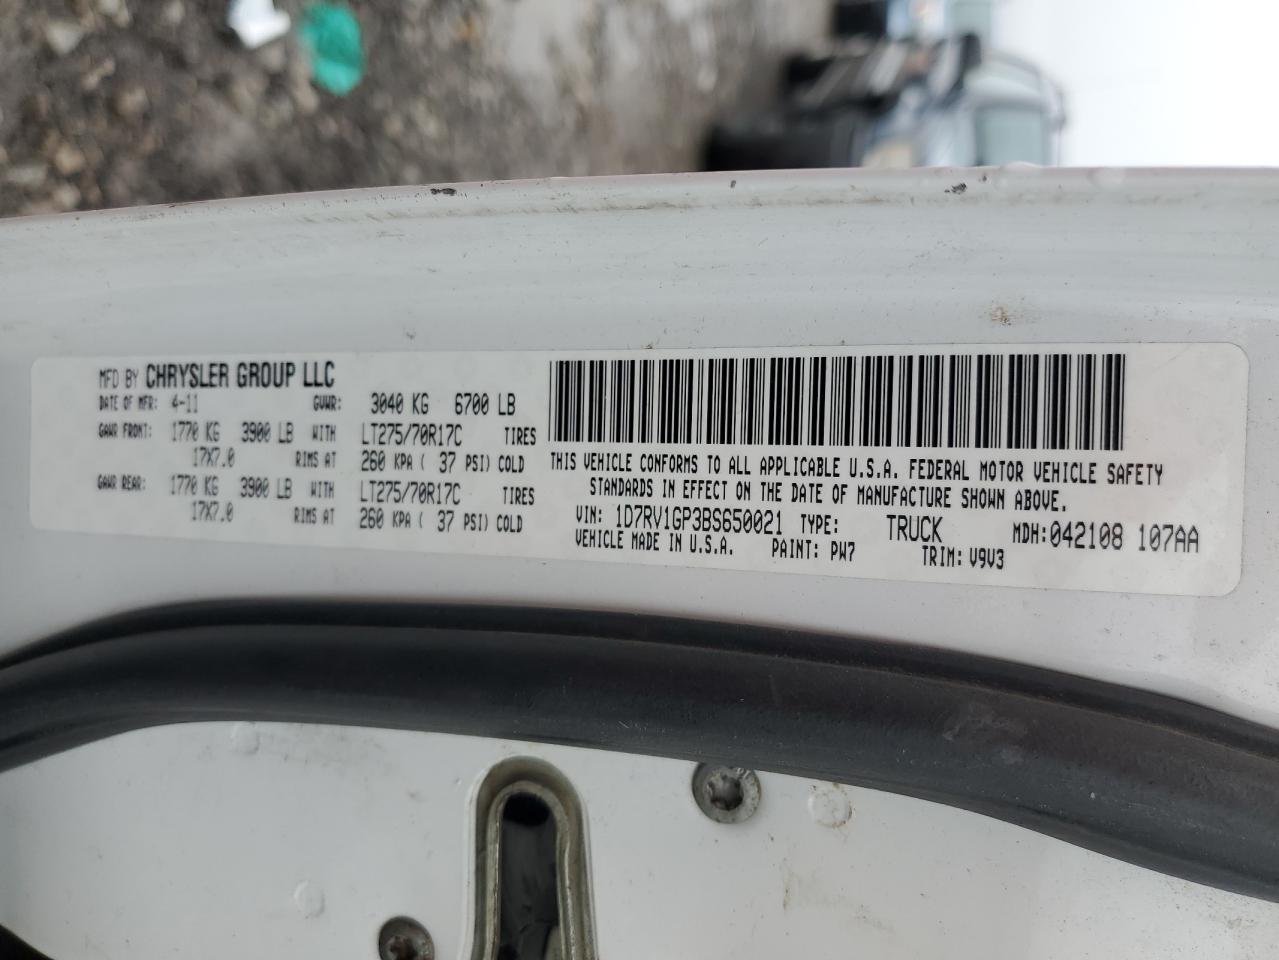 MFD BY CHRYSLER GROUP LLC
DATE OF MFR: 4-11 GVWR: 3040 KG 6700 LB
GAWR FRONT: 1770 KG 3900 LB WITH LT275/70R17C TIRES
17X7.0 RIMS AT 260 KPA ( 37 PSI) COLD
GAWR REAR: 1770 KG 3900 LB WITH LT275/70R17C TIRES
17X7.0 RIMS AT 260 KPA ( 37 PSI) COLD
THIS VEHICLE CONFORMS TO ALL APPLICABLE U.S.A. FEDERAL MOTOR VEHICLE SAFETY
STANDARDS IN EFFECT ON THE DATE OF MANUFACTURE SHOWN ABOVE.
VIN: 1D7RV1GP3BS650021 TYPE: TRUCK MDH:042108 107AA
VEHICLE MADE IN U.S.A. PAINT: PW7 TRIM: V9V3